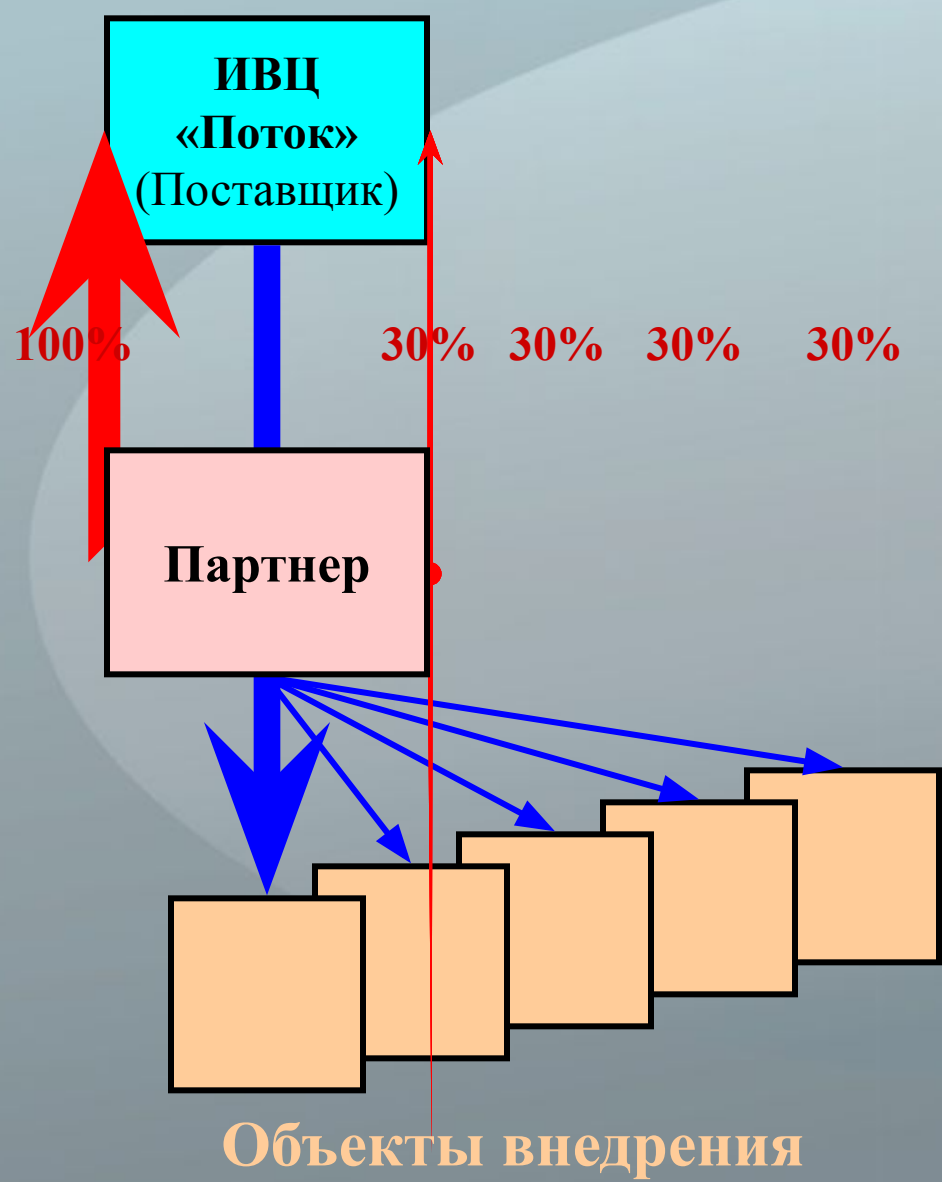 ИВЦ
«Поток»
(Поставщик)
100% 30% 30% 30% 30%
Партнер
Объекты внедрения